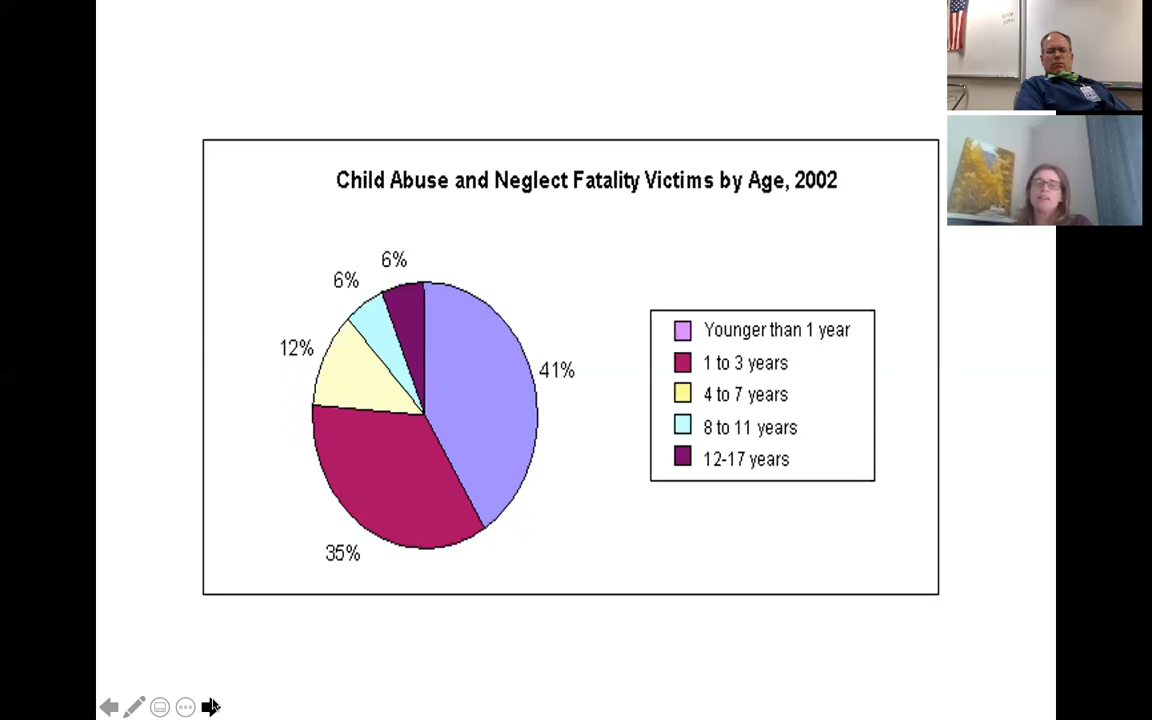 Child Abuse and Neglect Fatality Victims by Age, 2002
6%
6%
12%
41%
35%
Younger than 1 year
1 to 3 years
4 to 7 years
8 to 11 years
12-17 years